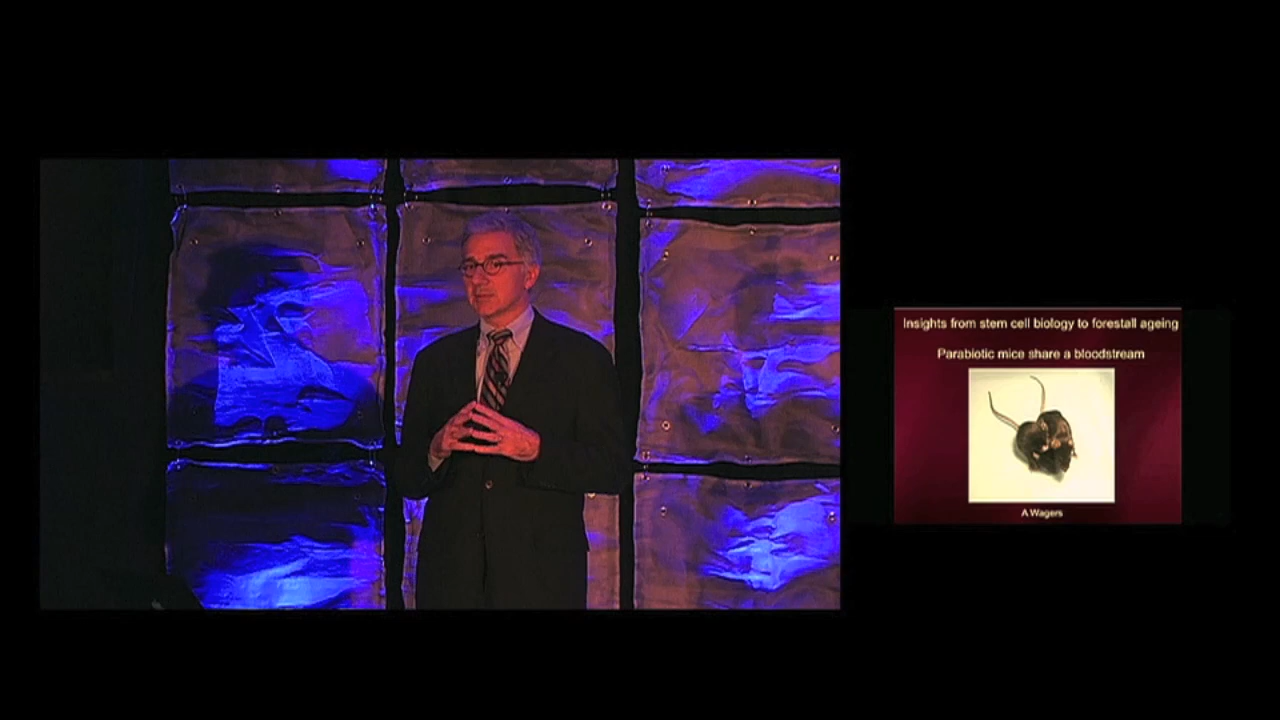 Insights from stem cell biology to forestall ageing
Parabiotic mice share a bloodstream
A Wagers